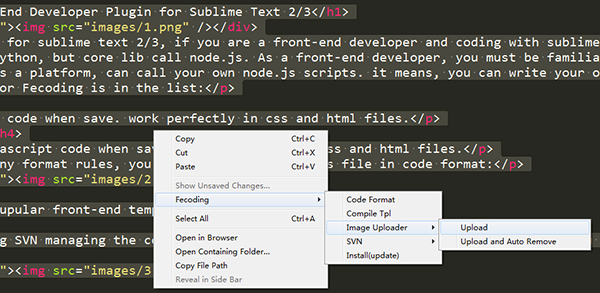 End Developer Plugin for Sublime Text 2/3</h1>
"><img src="images/1.png" /></div>
for sublime text 2/3, if you are a front-end developer and coding with sublime
ython, but core lib call node.js. As a front-end developer, you must be familia
s a platform, can call your own node.js scripts. it means, you can write your o
or Fecoding is in the list:</p>
code when save. work perfectly in css and html files.</p>
h4>
ascript code when sav
ss and html files.</p>
ny format rules, you
s file in code format:</p>
"><img src="images/2
upular front-end temp
ng SVN managing the co
"><img src="images/3
Copy Ctrl+C
Cut Ctrl+X
Paste Ctrl+V
Show Unsaved Changes...
Fecoding
Select All Ctrl+A
Open in Browser
Open Containing Folder...
Copy File Path
Reveal in Side Bar
Code Format
Compile Tpl
Image Uploader
SVN
Install(update)
Upload
Upload and Auto Remove